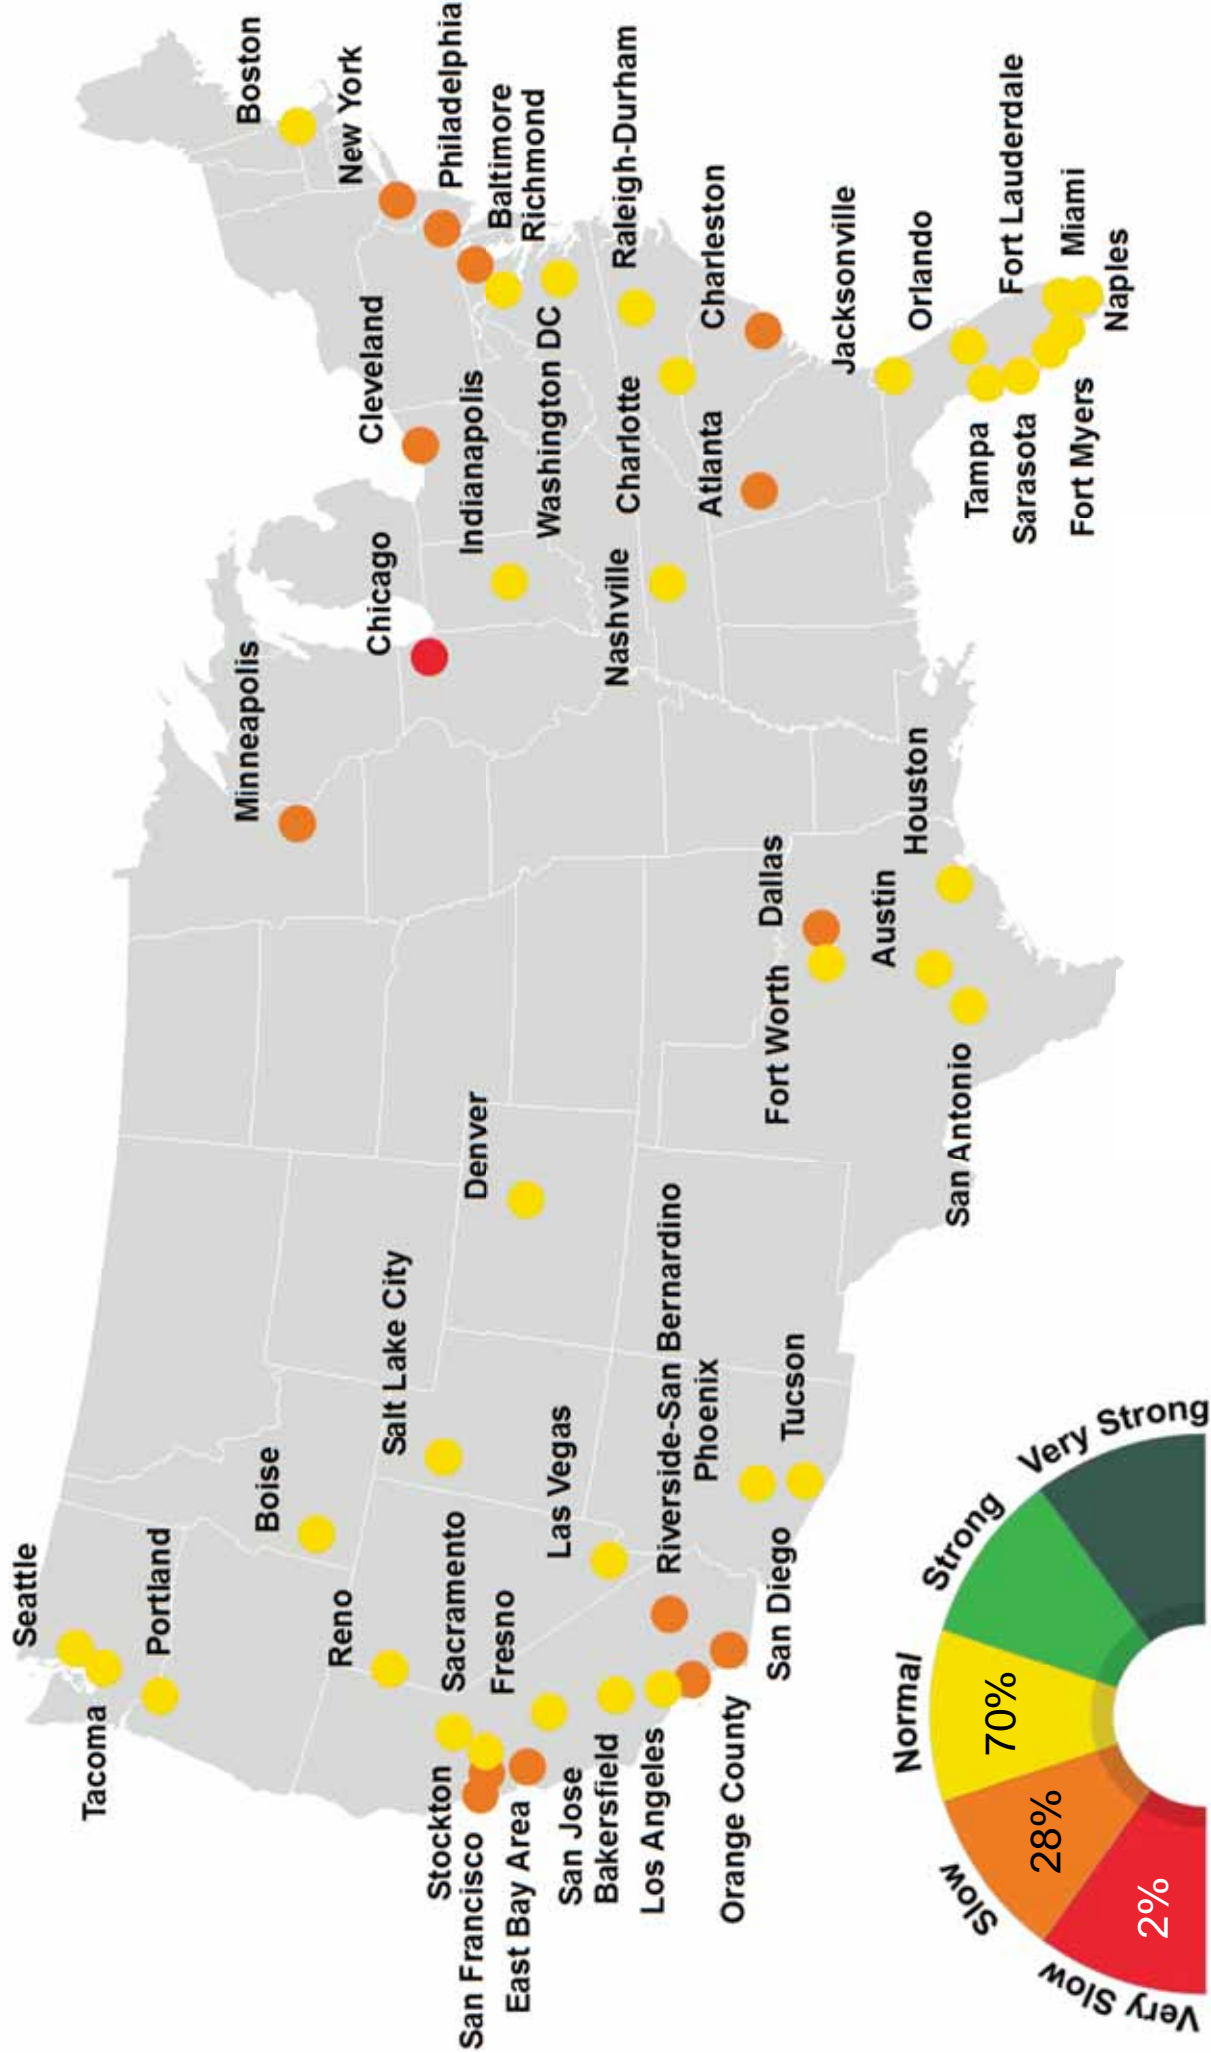 Seattle
Tacoma
Portland
Boise
Reno
Salt Lake City
Sacramento
Fresno
Stockton
San Francisco
East Bay Area
San Jose
Bakersfield
Los Angeles
Orange County
San Diego
Las Vegas
Riverside-San Bernardino
Phoenix
Tucson
Denver
Minneapolis
Chicago
Cleveland
Indianapolis
Nashville
Washington DC
Charlotte
Atlanta
Boston
New York
Philadelphia
Baltimore
Richmond
Raleigh-Durham
Charleston
Fort Worth
Dallas
Austin
Houston
San Antonio
Jacksonville
Orlando
Tampa
Sarasota
Fort Myers
Fort Lauderdale
Miami
Naples
Very Slow
Slow
Normal
Strong
Very Strong
2%
28%
70%